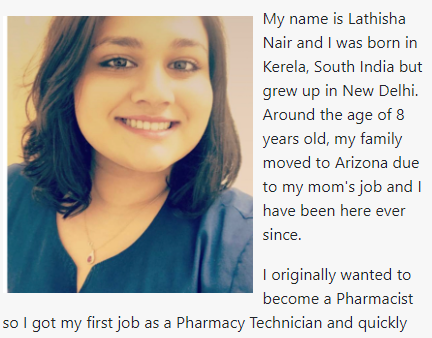 My name is Lathisha
Nair and I was born in
Kerela, South India but
grew up in New Delhi.
Around the age of 8
years old, my family
moved to Arizona due
to my mom's job and I
have been here ever
since.
I originally wanted to
become a Pharmacist
so I got my first job as a Pharmacy Technician and quickly